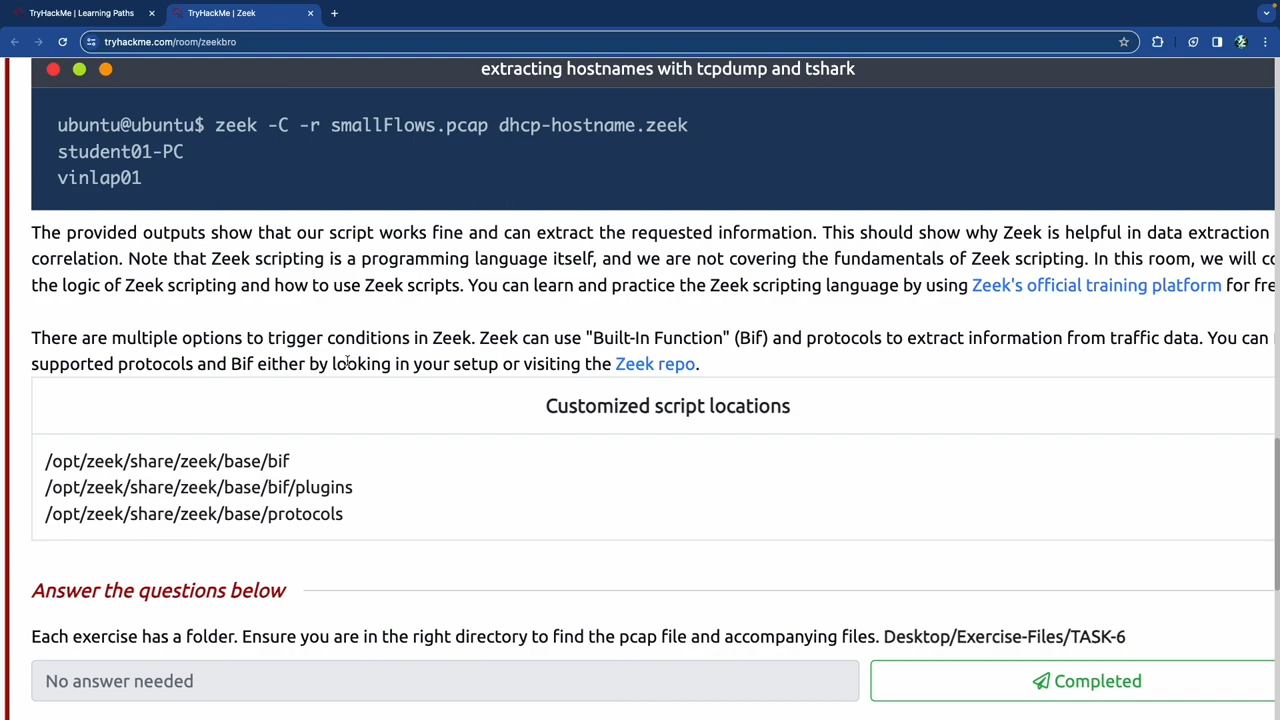 TryHackMe | Learning Paths
TryHackMe | Zeek
tryhackme.com/room/zeekbro
extracting hostnames with tcpdump and tshark
ubuntu@ubuntu$ zeek -C -r smallFlows.pcap dhcp-hostname.zeek
student01-PC
vinlap01
The provided outputs show that our script works fine and can extract the requested information. This should show why Zeek is helpful in data extraction
correlation. Note that Zeek scripting is a programming language itself, and we are not covering the fundamentals of Zeek scripting. In this room, we will co
the logic of Zeek scripting and how to use Zeek scripts. You can learn and practice the Zeek scripting language by using Zeek's official training platform for fre
There are multiple options to trigger conditions in Zeek. Zeek can use "Built-In Function" (Bif) and protocols to extract information from traffic data. You can
supported protocols and Bif either by looking in your setup or visiting the Zeek repo.
Customized script locations
/opt/zeek/share/zeek/base/bif
/opt/zeek/share/zeek/base/bif/plugins
/opt/zeek/share/zeek/base/protocols
Answer the questions below
Each exercise has a folder. Ensure you are in the right directory to find the pcap file and accompanying files. Desktop/Exercise-Files/TASK-6
No answer needed
Completed